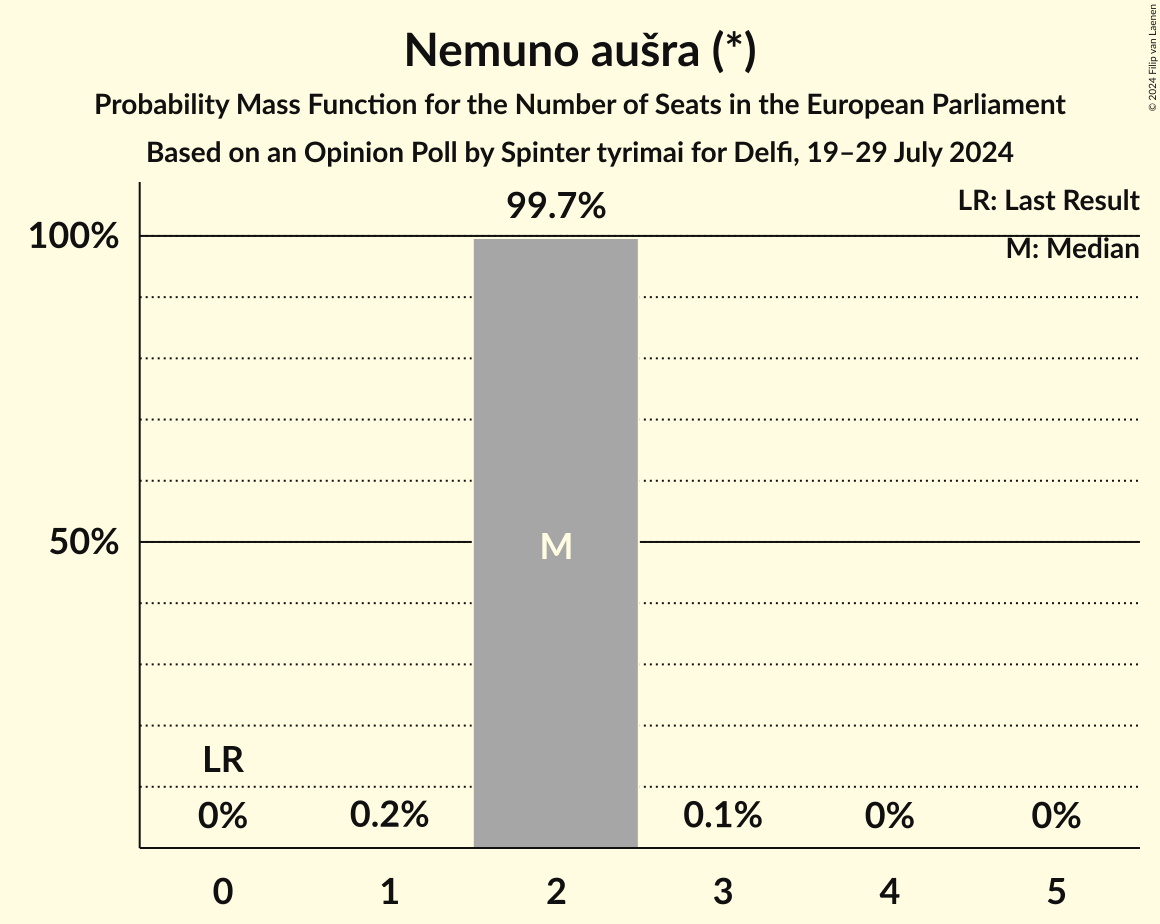 Nemuno aušra (*)
Probability Mass Function for the Number of Seats in the European Parliament
Based on an Opinion Poll by Spinter tyrimai for Delfi, 19–29 July 2024
© 2024 Filip van Laenen
LR: Last Result
M: Median
99.7%
100%
50%
M
LR
0%
0.2%
0.1%
0%
0%
0 1 2 3 4 5